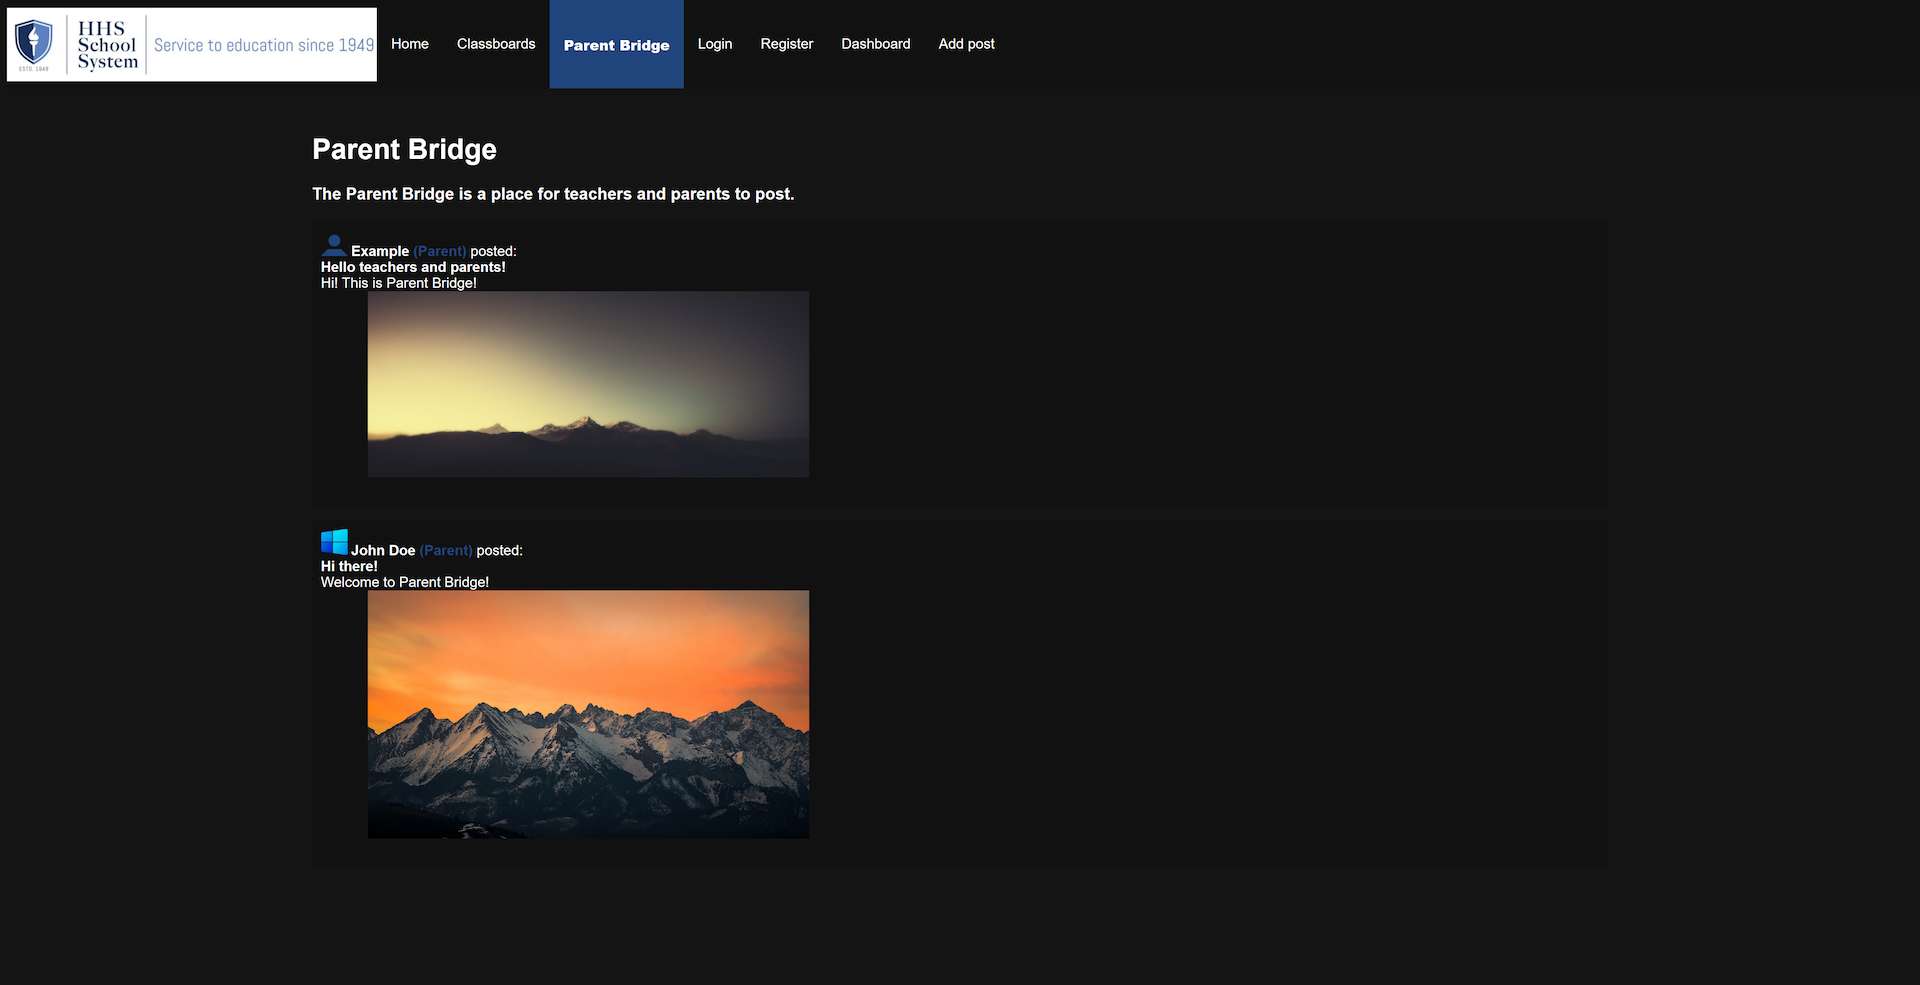 HHS
School
System
ESTD. 1949
Service to education since 1949
Home Classboards Parent Bridge Login Register Dashboard Add post
Parent Bridge
The Parent Bridge is a place for teachers and parents to post.
Example (Parent) posted:
Hello teachers and parents!
Hi! This is Parent Bridge!
John Doe (Parent) posted:
Hi there!
Welcome to Parent Bridge!